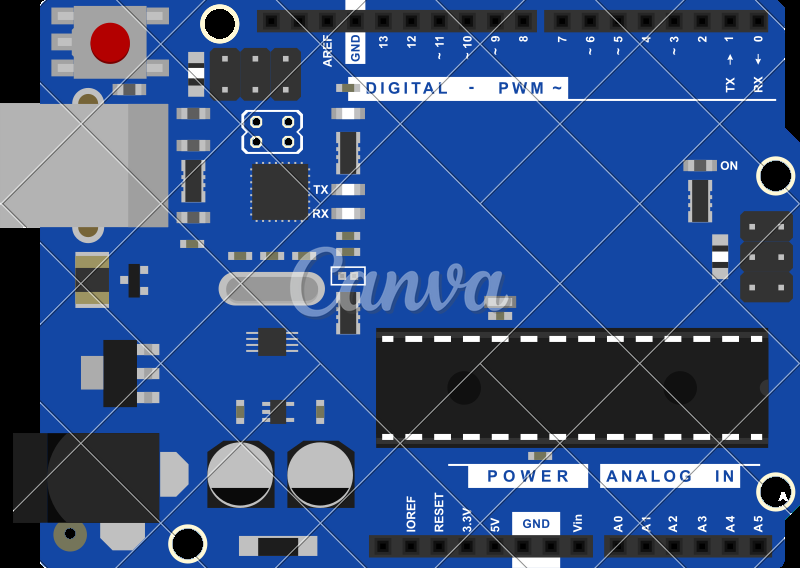 AREF
GND
13
12
~ 11
~ 10
~ 9
8
7
~ 6
~ 5
4
~ 3
2
TX → 1
RX ← 0
DIGITAL - PWM ~
ON
TX
RX
Canva
POWER
ANALOG IN
IOREF
RESET
3.3V
5V
GND
Vin
A0
A1
A2
A3
A4
A5
A